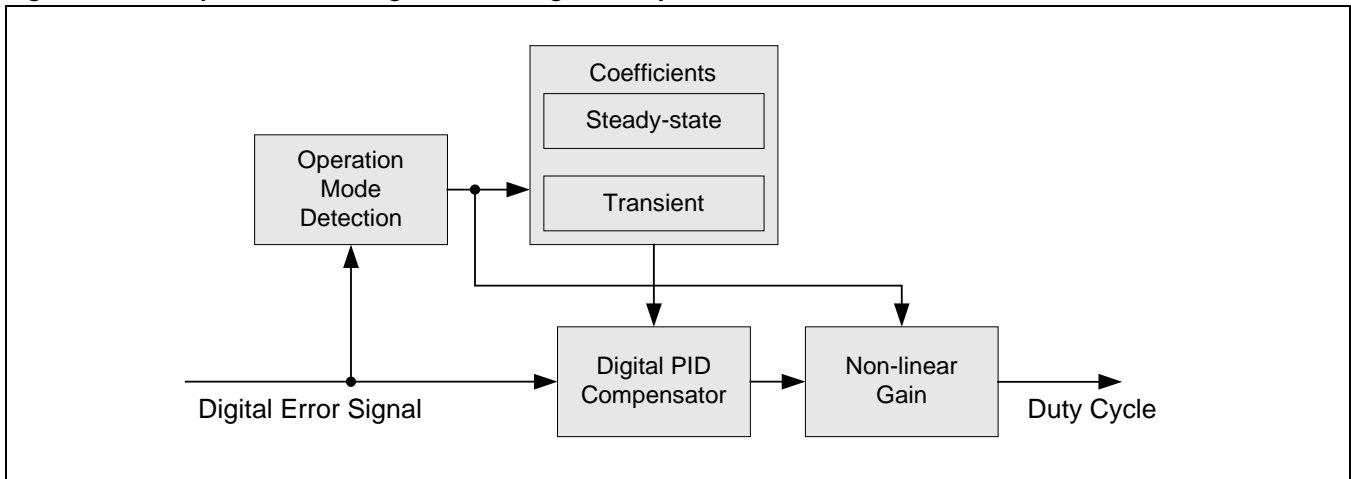 Coefficients
Steady-state
Transient
Operation
Mode
Detection
Digital PID
Compensator
Non-linear
Gain
Digital Error Signal
Duty Cycle